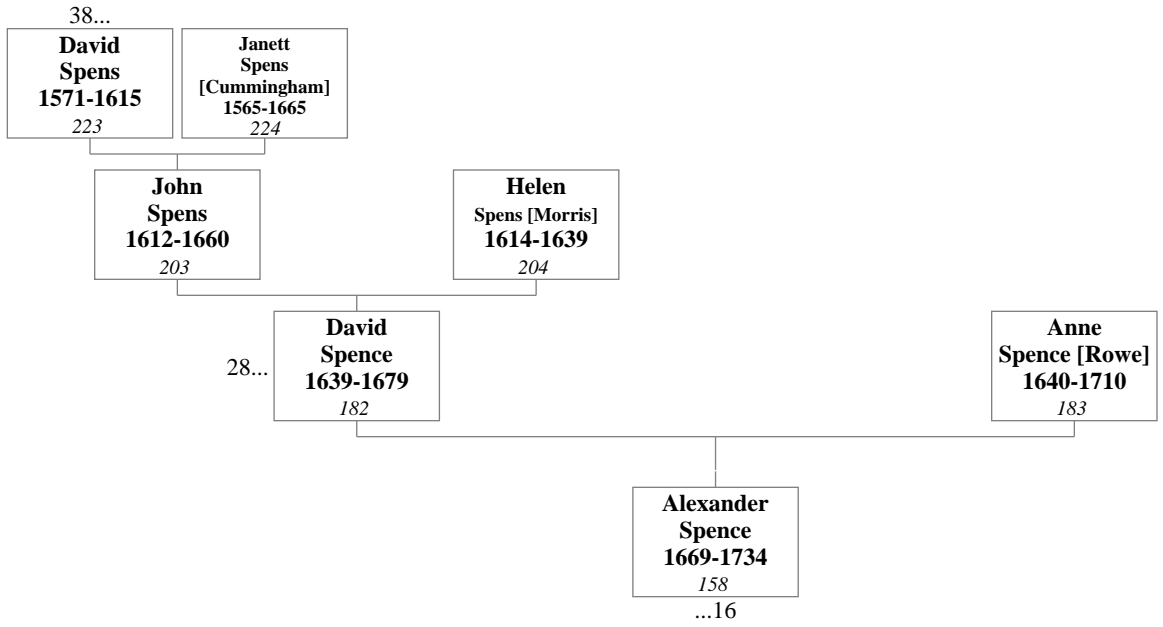 38...
David
Spens
1571-1615
223
Janett
Spens
[Cummingham]
1565-1665
224
John
Spens
1612-1660
203
Helen
Spens [Morris]
1614-1639
204
28...
David
Spence
1639-1679
182
Anne
Spence [Rowe]
1640-1710
183
Alexander
Spence
1669-1734
158
...16